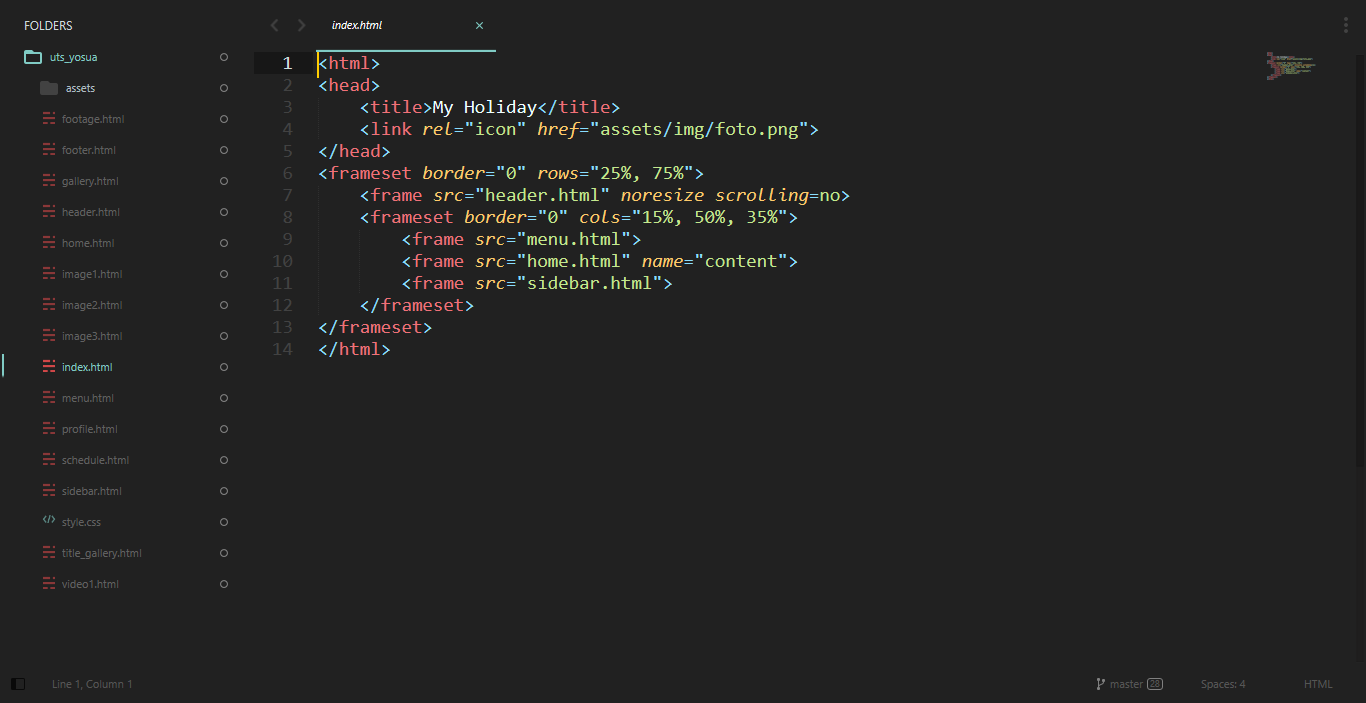 FOLDERS
uts_yosua
assets
footage.html
footer.html
gallery.html
header.html
home.html
image1.html
image2.html
image3.html
index.html
menu.html
profile.html
schedule.html
sidebar.html
style.css
title_gallery.html
video1.html
index.html ×
1 <html>
2 <head>
3     <title>My Holiday</title>
4     <link rel="icon" href="assets/img/foto.png">
5 </head>
6 <frameset border="0" rows="25%, 75%">
7     <frame src="header.html" noresize scrolling=no>
8     <frameset border="0" cols="15%, 50%, 35%">
9         <frame src="menu.html">
10         <frame src="home.html" name="content">
11         <frame src="sidebar.html">
12     </frameset>
13 </frameset>
14 </html>
Line 1, Column 1
master 28
Spaces: 4
HTML